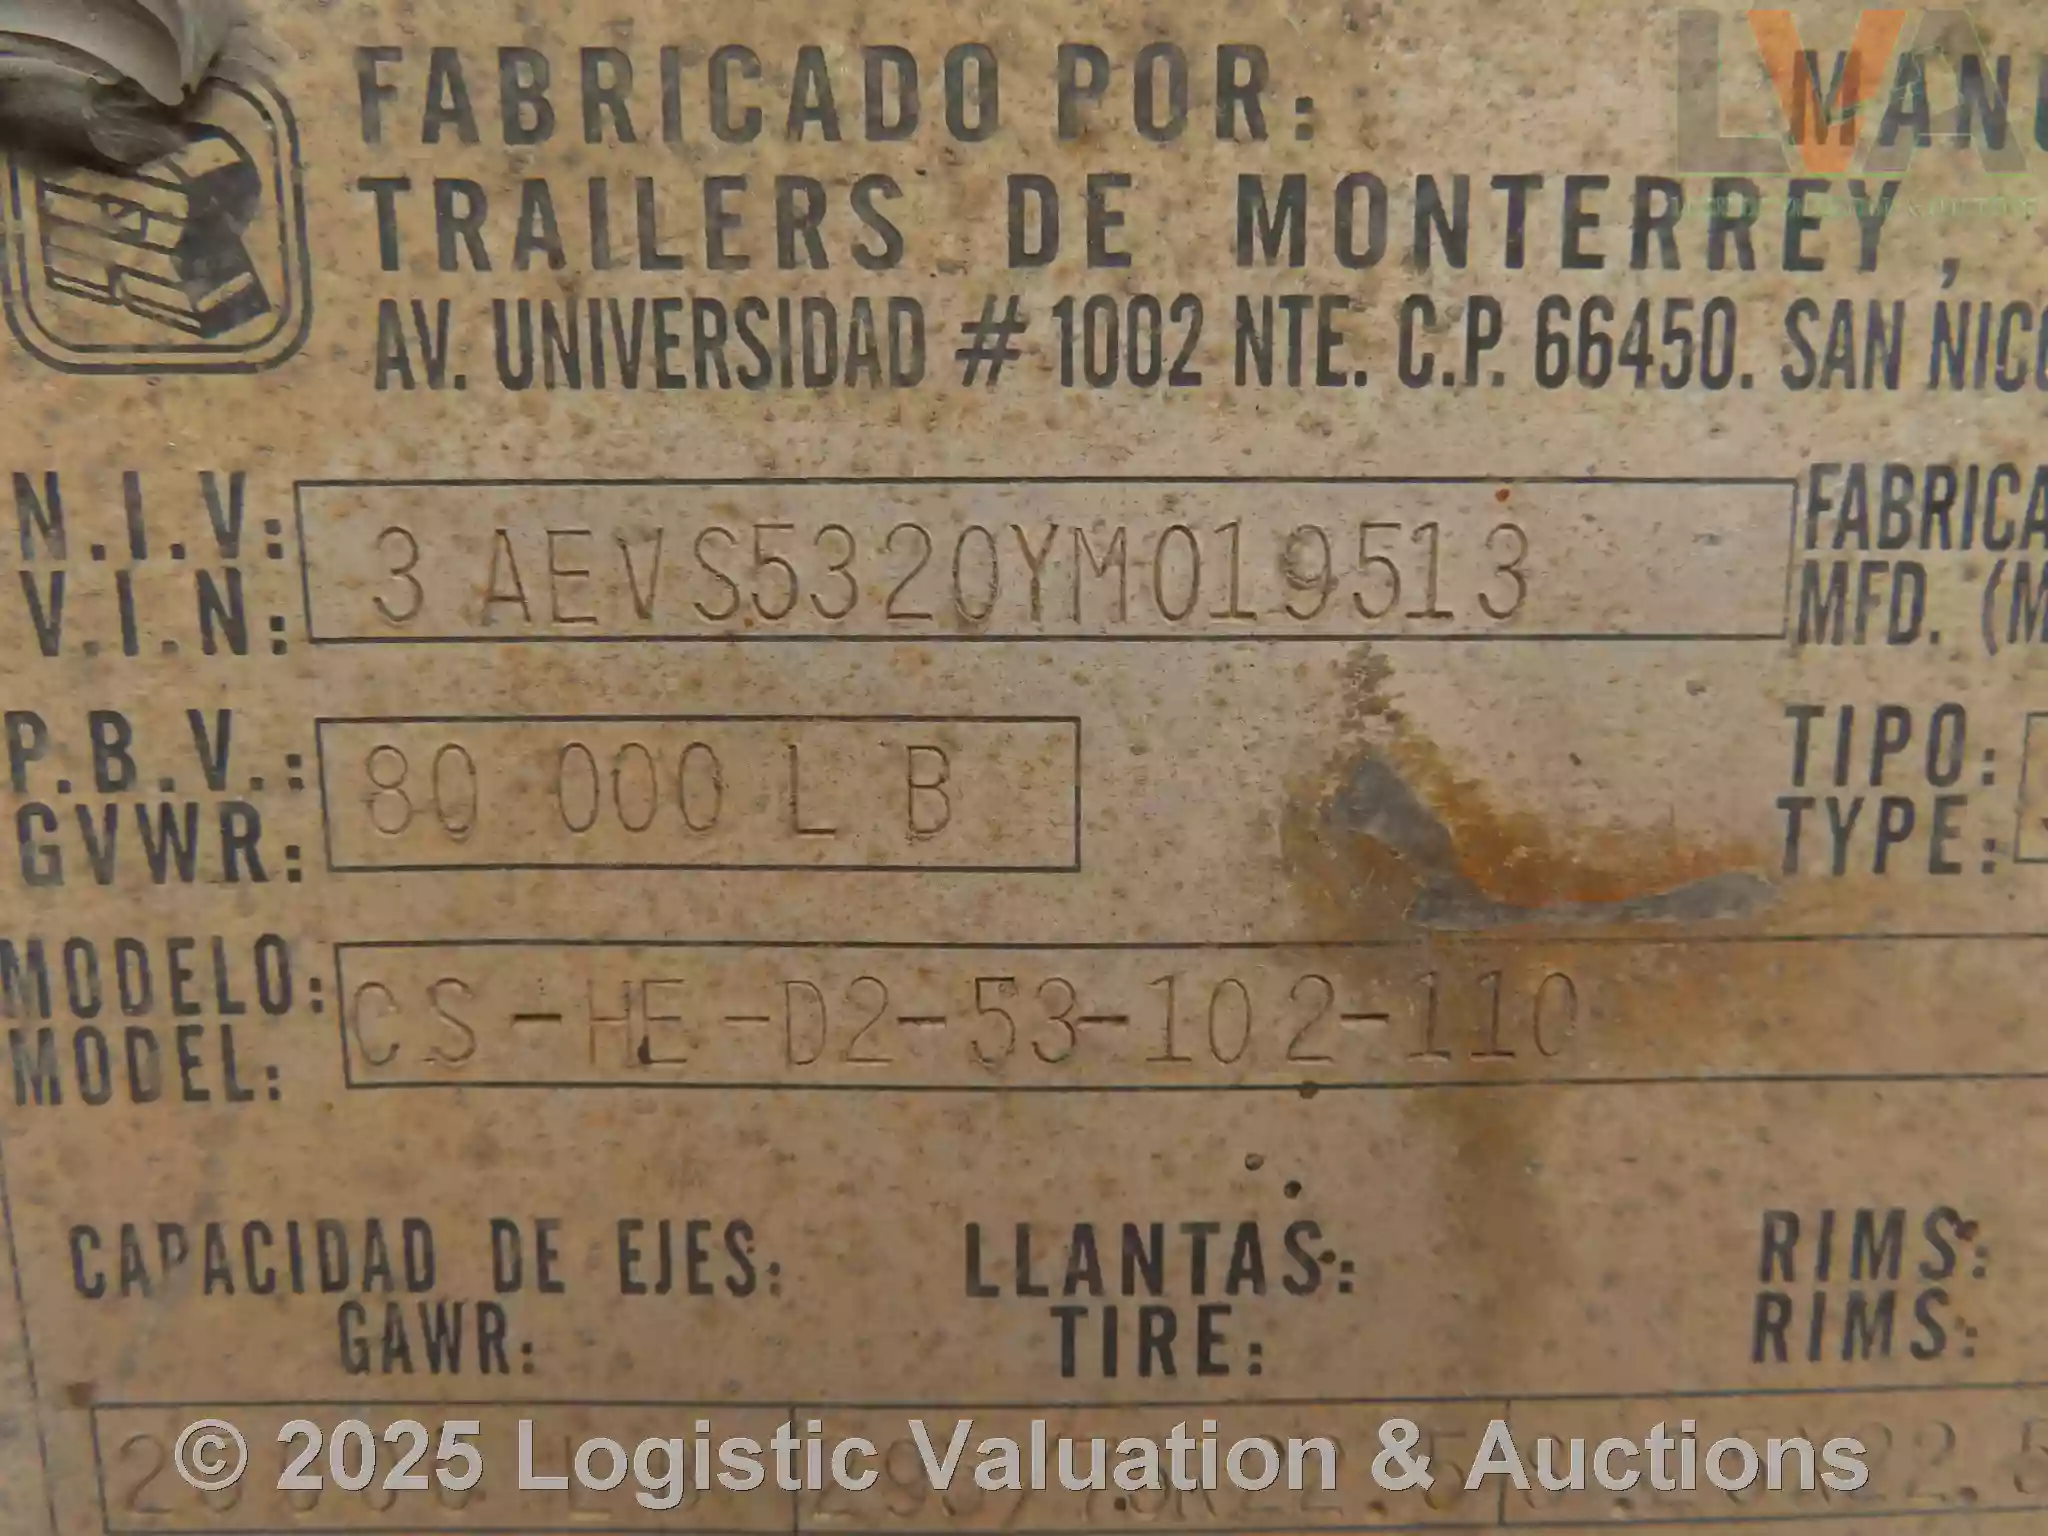 FABRICADO POR:
LVA
TRAILERS DE MONTERREY,
AV. UNIVERSIDAD # 1002 NTE. C.P. 66450. SAN
N.I.V: 3 AEVS5320YM019513
V.I.N:
MFD.
P.B.V.: 80 000 L B TIPO:
GVWR: TYPE:
MODELO: CS-HE-D2-53-102-110
MODEL:
CAPACIDAD DE EJES: LLANTAS: RIMS:
GAWR: TIRE: RIMS:
© 2025 Logistic Valuation & Auctions